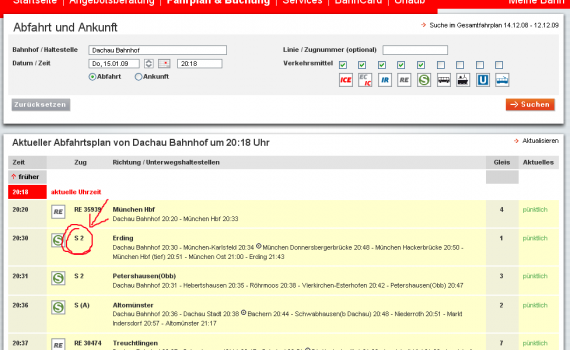 Startseite | Angebotsberatung | Fahrplan & Buchung | Services | BahnCard | Urlaub Meine Bahn
Abfahrt und Ankunft
Suche im Gesamtfahrplan 14.12.08 - 12.12.09
Bahnhof / Haltestelle Dachau Bahnhof Linie / Zugnummer (optional)
Datum / Zeit Do, 15.01.09 20:18 Verkehrsmittel
Abfahrt Ankunft ICE EC IC IR RE S U
Zurücksetzen Suchen
Aktueller Abfahrtsplan von Dachau Bahnhof um 20:18 Uhr Aktualisieren
Zeit Zug Richtung / Unterwegshaltestellen Gleis Aktuelles
früher
20:18 aktuelle Uhrzeit
20:20 RE RE 35939 München Hbf 4 pünktlich
Dachau Bahnhof 20:20 - München Hbf 20:33
20:30 S S 2 Erding 1 pünktlich
Dachau Bahnhof 20:30 - München-Karlsfeld 20:34 München Donnersbergerbrücke 20:48 - München Hackerbrücke 20:50 -
München Hbf (tief) 20:51 - München Ost 21:00 - Erding 21:43
20:31 S S 2 Petershausen(Obb) 3 pünktlich
Dachau Bahnhof 20:31 - Hebertshausen 20:35 - Röhrmoos 20:38 - Vierkirchen-Esterhofen 20:42 - Petershausen(Obb) 20:47
20:36 S S (A) Altomünster 2 pünktlich
Dachau Bahnhof 20:36 - Dachau Stadt 20:38 Bachern 20:44 - Schwabhausen(b Dachau) 20:48 - Niederroth 20:51 - Markt
Indersdorf 20:57 - Altomünster 21:17
20:37 RE RE 30474 Treuchtlingen 7 pünktlich